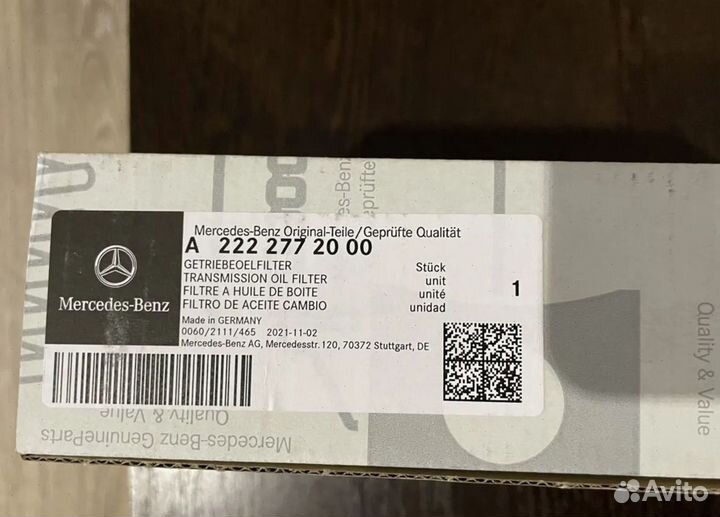 Mercedes-Benz Original-Teile/Geprüfte Qualität
A 222 277 20 00
GETRIEBEOELFILTER
TRANSMISSION OIL FILTER
FILTRE A HUILE DE BOITE
FILTRO DE ACEITE CAMBIO
Stück
unit
unité
unidad
1
Made in GERMANY
0060/2111/465 2021-11-02
Mercedes-Benz AG, Mercedesstr.120, 70372 Stuttgart, DE
Mercedes-Benz
Quality & Value
Mercedes-Benz GenuineParts
Quality & Value
Avito